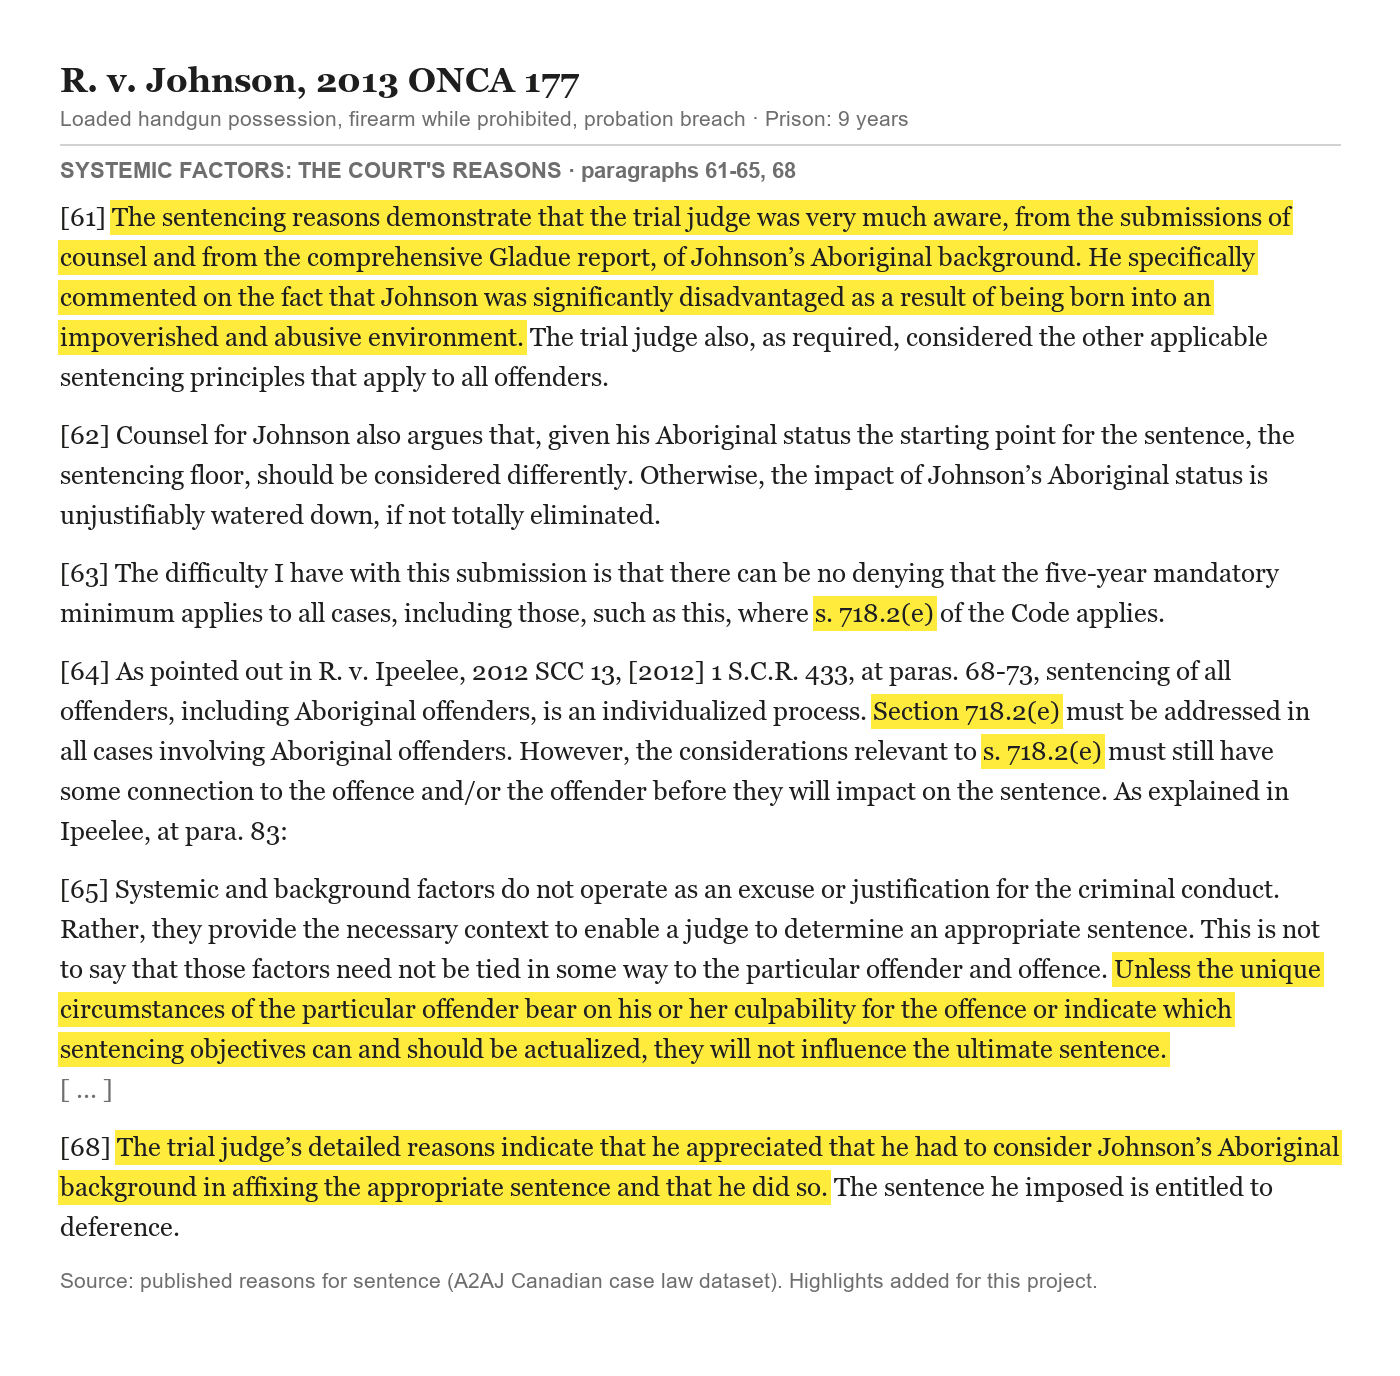 R. v. Johnson, 2013 ONCA 177
Loaded handgun possession, firearm while prohibited, probation breach · Prison: 9 years
SYSTEMIC FACTORS: THE COURT'S REASONS · paragraphs 61-65, 68
[61] The sentencing reasons demonstrate that the trial judge was very much aware, from the submissions of
counsel and from the comprehensive Gladue report, of Johnson’s Aboriginal background. He specifically
commented on the fact that Johnson was significantly disadvantaged as a result of being born into an
impoverished and abusive environment. The trial judge also, as required, considered the other applicable
sentencing principles that apply to all offenders.
[62] Counsel for Johnson also argues that, given his Aboriginal status the starting point for the sentence, the
sentencing floor, should be considered differently. Otherwise, the impact of Johnson’s Aboriginal status is
unjustifiably watered down, if not totally eliminated.
[63] The difficulty I have with this submission is that there can be no denying that the five-year mandatory
minimum applies to all cases, including those, such as this, where s. 718.2(e) of the Code applies.
[64] As pointed out in R. v. Ipeelee, 2012 SCC 13, [2012] 1 S.C.R. 433, at paras. 68-73, sentencing of all
offenders, including Aboriginal offenders, is an individualized process. Section 718.2(e) must be addressed in
all cases involving Aboriginal offenders. However, the considerations relevant to s. 718.2(e) must still have
some connection to the offence and/or the offender before they will impact on the sentence. As explained in
Ipeelee, at para. 83:
[65] Systemic and background factors do not operate as an excuse or justification for the criminal conduct.
Rather, they provide the necessary context to enable a judge to determine an appropriate sentence. This is not
to say that those factors need not be tied in some way to the particular offender and offence. Unless the unique
circumstances of the particular offender bear on his or her culpability for the offence or indicate which
sentencing objectives can and should be actualized, they will not influence the ultimate sentence.
[ ... ]
[68] The trial judge’s detailed reasons indicate that he appreciated that he had to consider Johnson’s Aboriginal
background in affixing the appropriate sentence and that he did so. The sentence he imposed is entitled to
deference.
Source: published reasons for sentence (A2AJ Canadian case law dataset). Highlights added for this project.